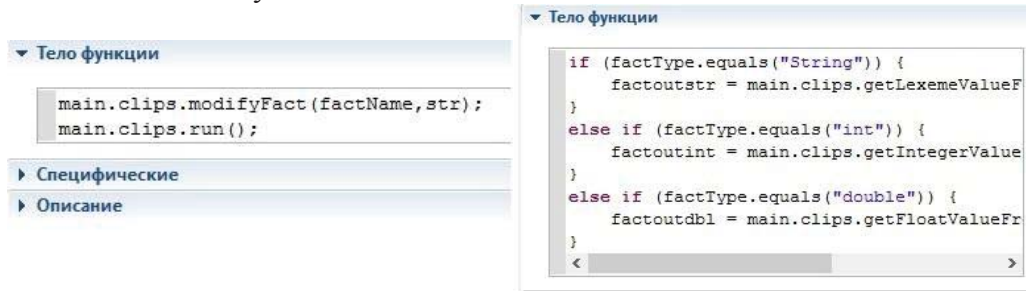 Тело функции
main.clips.modifyFact(factName,str);
main.clips.run();
Специфические
Описание
Тело функции
if (factType.equals("String")) {
factoutstr = main.clips.getLexemeValueF
}
else if (factType.equals("int")) {
factoutint = main.clips.getIntegerValue
}
else if (factType.equals("double")) {
factoutdbl = main.clips.getFloatValueFr
}